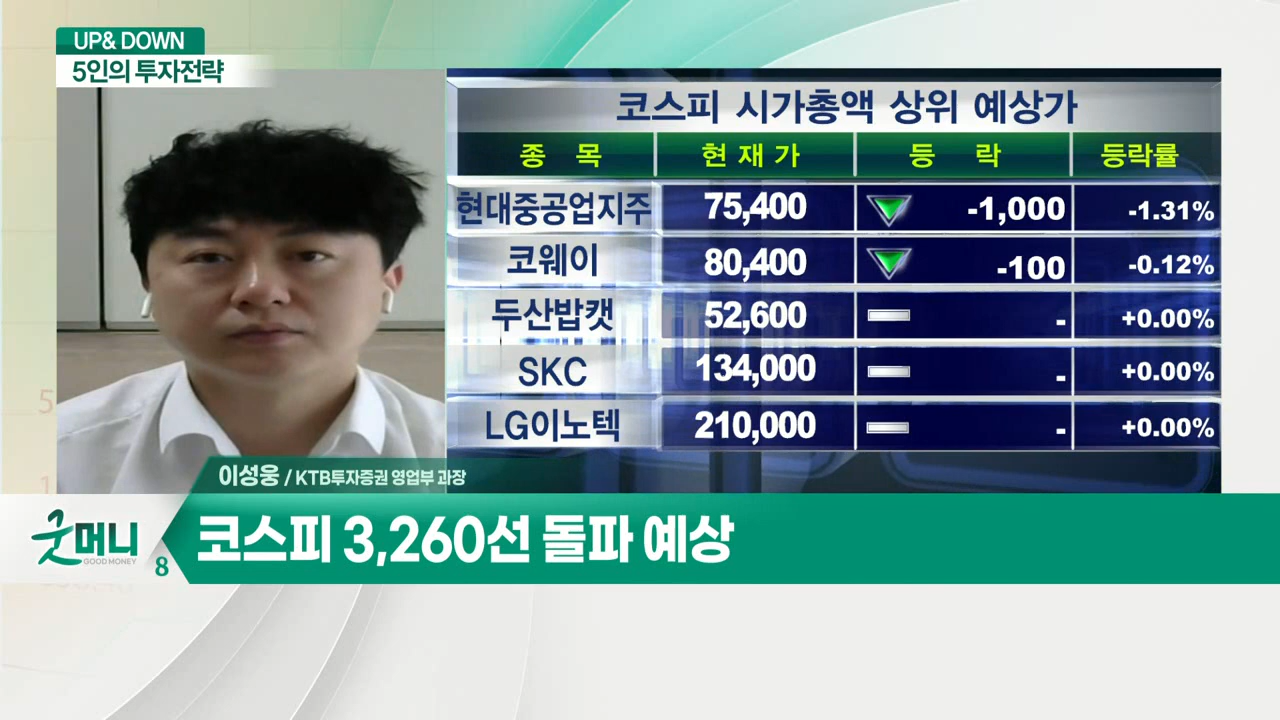 UP& DOWN
5인의 투자전략
코스피 시가총액 상위 예상가
종 목 현 재 가 등 락 등락률
현대중공업지주 75,400 -1,000 -1.31%
코웨이 80,400 -100 -0.12%
두산밥캣 52,600 - +0.00%
SKC 134,000 - +0.00%
LG이노텍 210,000 - +0.00%
이성웅 / KTB투자증권 영업부 과장
코스피 3,260선 돌파 예상
굿머니
GOOD MONEY
8